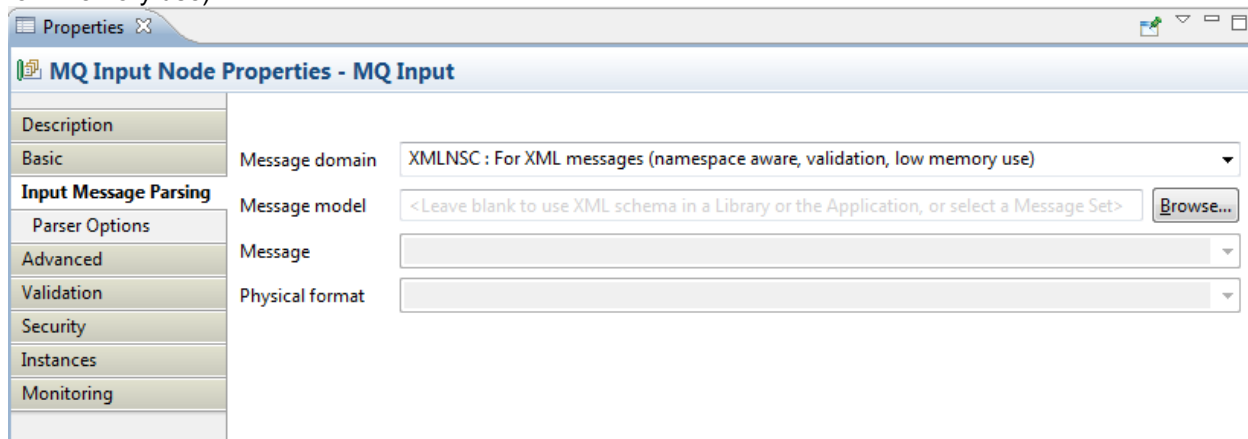 Properties
MQ Input Node Properties - MQ Input
Description
Basic
Input Message Parsing
Parser Options
Advanced
Validation
Security
Instances
Monitoring
Message domain XMLNSC : For XML messages (namespace aware, validation, low memory use)
Message model <Leave blank to use XML schema in a Library or the Application, or select a Message Set> Browse...
Message
Physical format